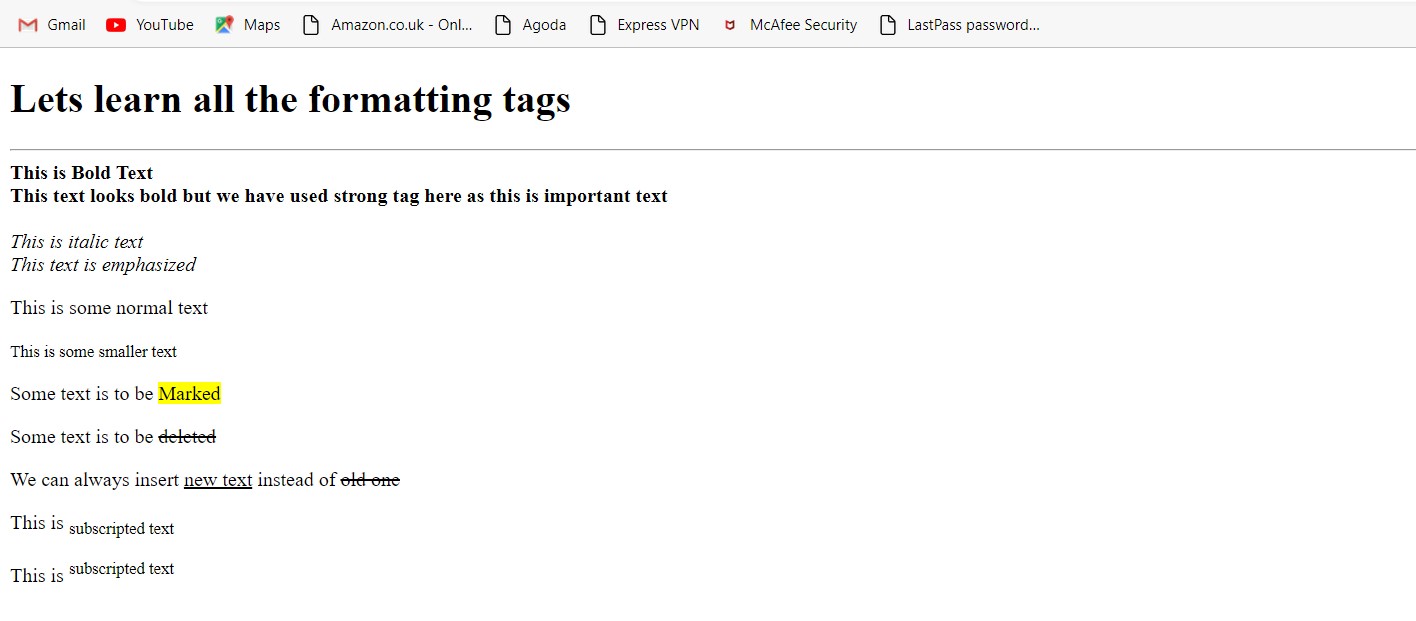 Gmail YouTube Maps Amazon.co.uk - Onl... Agoda Express VPN McAfee Security LastPass password...
Lets learn all the formatting tags
This is Bold Text
This text looks bold but we have used strong tag here as this is important text
This is italic text
This text is emphasized
This is some normal text
This is some smaller text
Some text is to be Marked
Some text is to be deleted
We can always insert new text instead of old one
This is subscripted text
This is subscripted text